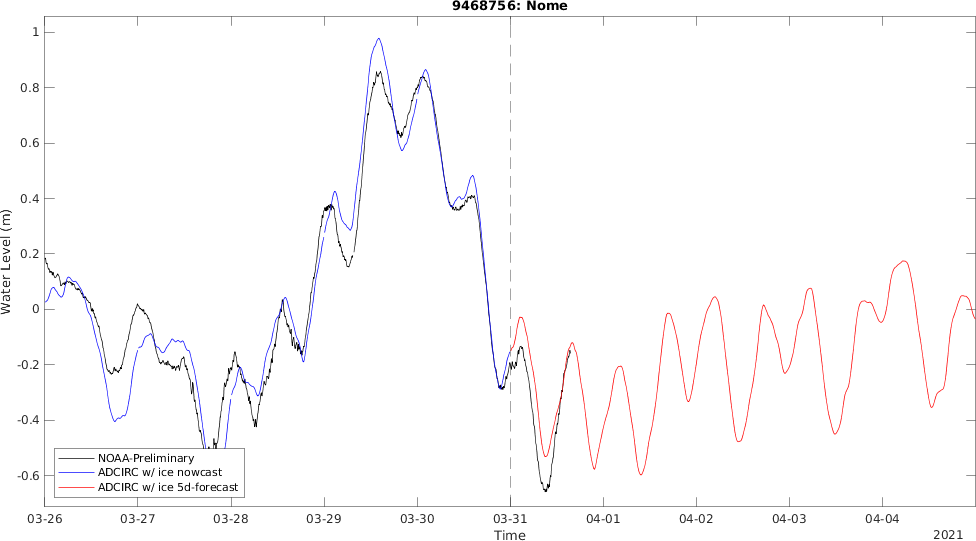 9468756: Nome
Water Level (m)
1
0.8
0.6
0.4
0.2
0
-0.2
-0.4
-0.6
NOAA-Preliminary
ADCIRC w/ ice nowcast
ADCIRC w/ ice 5d-forecast
03-26 03-27 03-28 03-29 03-30 03-31 04-01 04-02 04-03 04-04
Time
2021